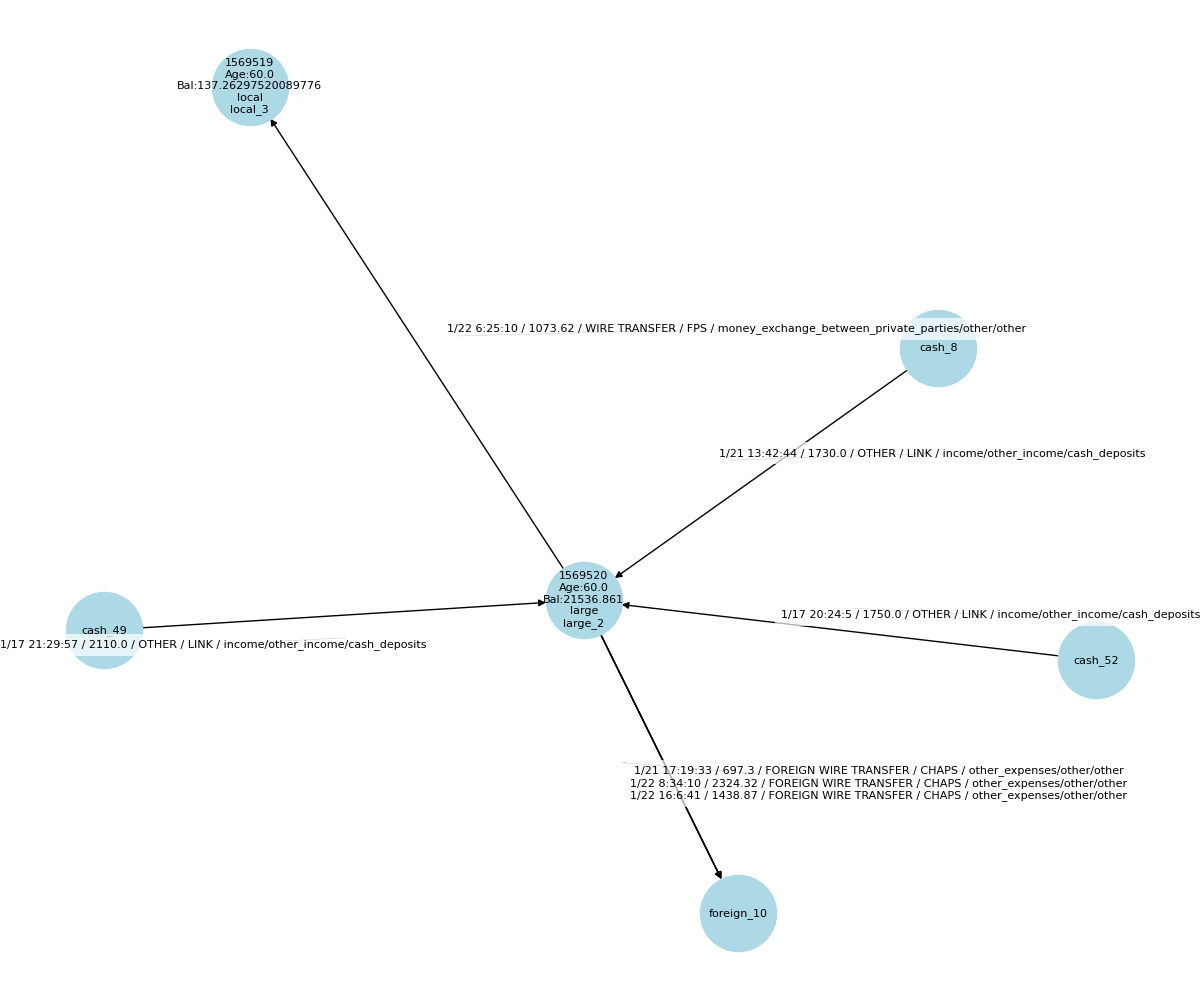 1569519
Age:60.0
Bal:137.26297520089776
local
local_3
1/22 6:25:10 / 1073.62 / WIRE TRANSFER / FPS / money_exchange_between_private_parties/other/other
cash_8
1/21 13:42:44 / 1730.0 / OTHER / LINK / income/other_income/cash_deposits
1569520
Age:60.0
Bal:21536.861
large
large_2
1/17 20:24:5 / 1750.0 / OTHER / LINK / income/other_income/cash_deposits
cash_49
1/17 21:29:57 / 2110.0 / OTHER / LINK / income/other_income/cash_deposits
cash_52
1/21 17:19:33 / 697.3 / FOREIGN WIRE TRANSFER / CHAPS / other_expenses/other/other
1/22 8:34:10 / 2324.32 / FOREIGN WIRE TRANSFER / CHAPS / other_expenses/other/other
1/22 16:6:41 / 1438.87 / FOREIGN WIRE TRANSFER / CHAPS / other_expenses/other/other
foreign_10